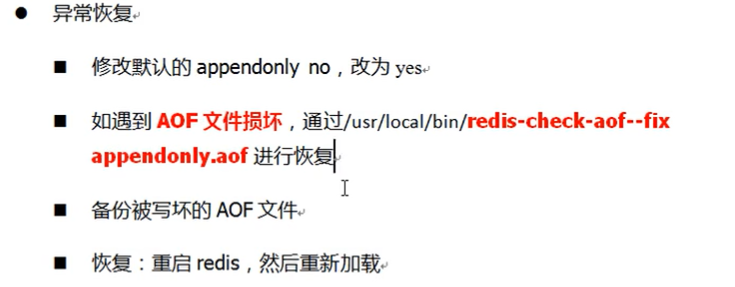 ● 异常恢复
■ 修改默认的 appendonly no，改为 yes
■ 如遇到 AOF 文件损坏，通过/usr/local/bin/redis-check-aof--fix
appendonly.aof 进行恢复
■ 备份被写坏的 AOF 文件
■ 恢复：重启 redis，然后重新加载